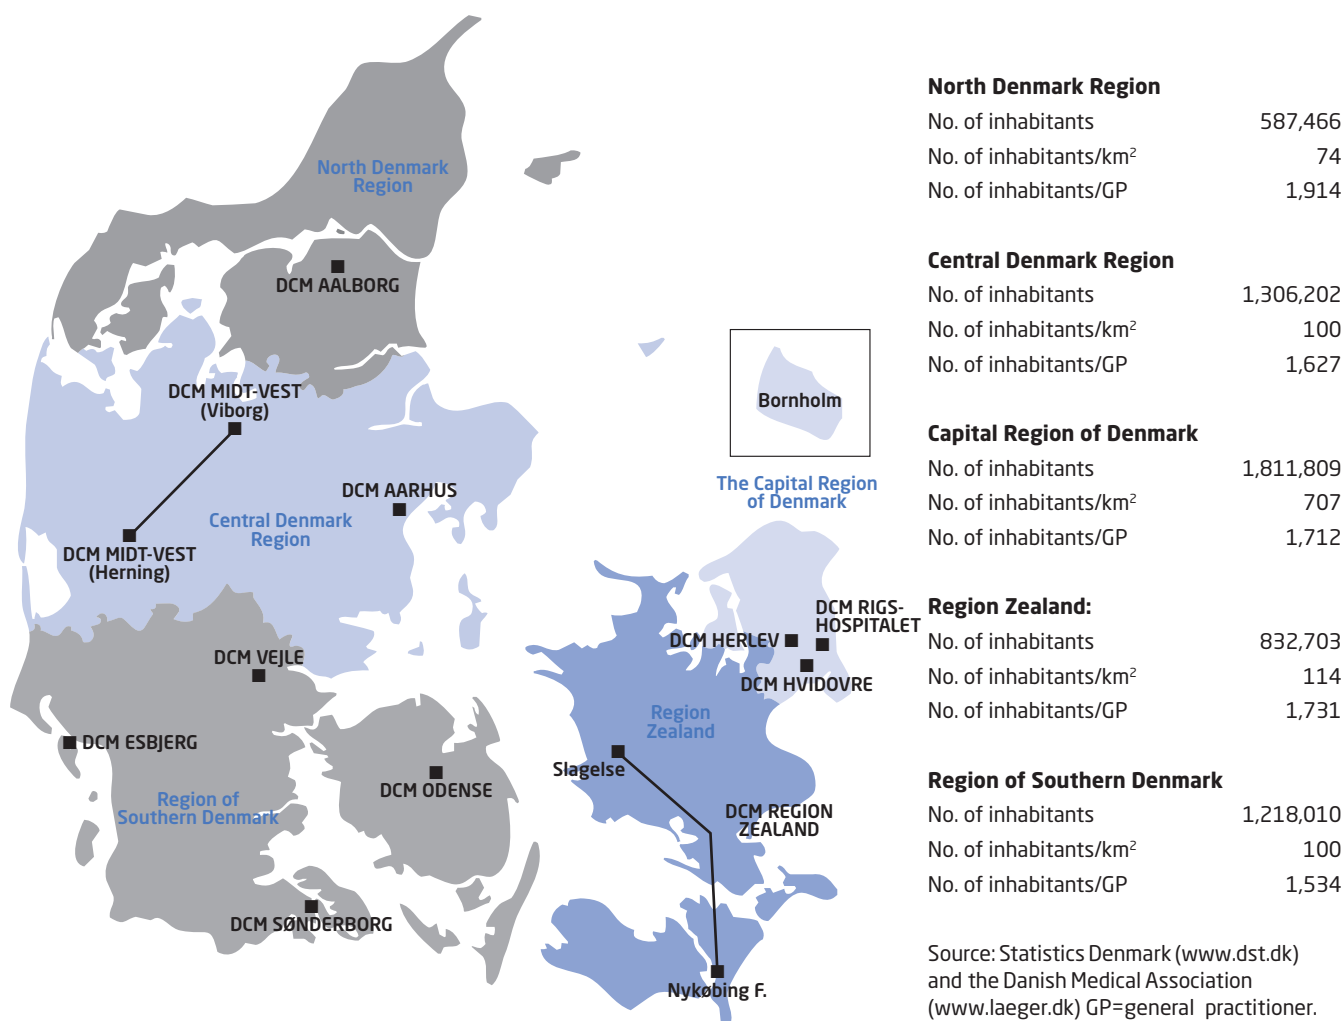 North Denmark
Region
DCM AALBORG
DCM MIDT-VEST
(Viborg)
DCM AARHUS
Central Denmark
Region
DCM MIDT-VEST
(Herning)
DCM VEJLE
DCM ESBJERG
DCM ODENSE
Region of
Southern Denmark
DCM SØNDERBORG
Bornholm
The Capital Region
of Denmark
DCM RIGS-
HOSPITALET
DCM HERLEV
DCM HVIDOVRE
Region
Zealand
Slagelse
DCM REGION
ZEALAND
Nykøbing F.
North Denmark Region
No. of inhabitants 587,466
No. of inhabitants/km² 74
No. of inhabitants/GP 1,914
Central Denmark Region
No. of inhabitants 1,306,202
No. of inhabitants/km² 100
No. of inhabitants/GP 1,627
Capital Region of Denmark
No. of inhabitants 1,811,809
No. of inhabitants/km² 707
No. of inhabitants/GP 1,712
Region Zealand:
No. of inhabitants 832,703
No. of inhabitants/km² 114
No. of inhabitants/GP 1,731
Region of Southern Denmark
No. of inhabitants 1,218,010
No. of inhabitants/km² 100
No. of inhabitants/GP 1,534
Source: Statistics Denmark (www.dst.dk)
and the Danish Medical Association
(www.laeger.dk) GP=general practitioner.